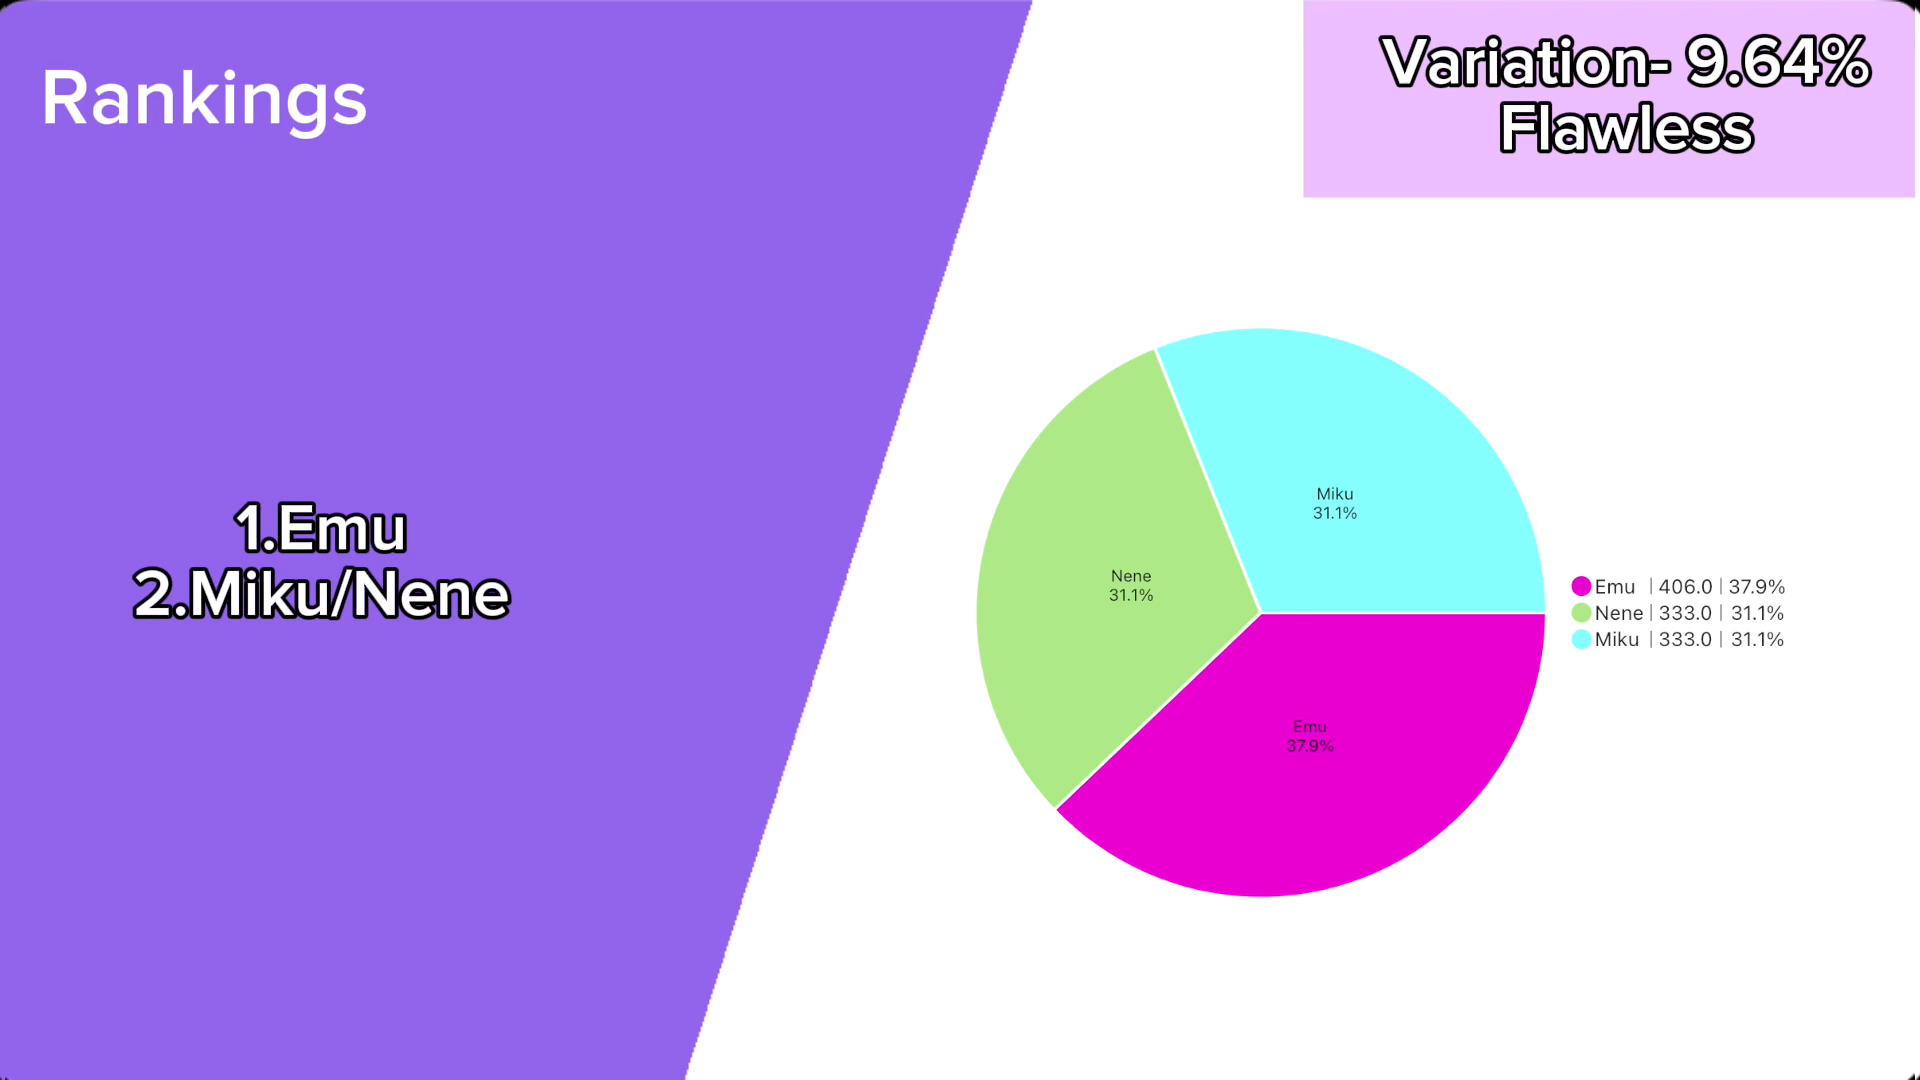 Rankings
Variation- 9.64%
Flawless
1.Emu
2.Miku/Nene
Miku
31.1%
Nene
31.1%
Emu
37.9%
Emu | 406.0 | 37.9%
Nene | 333.0 | 31.1%
Miku | 333.0 | 31.1%